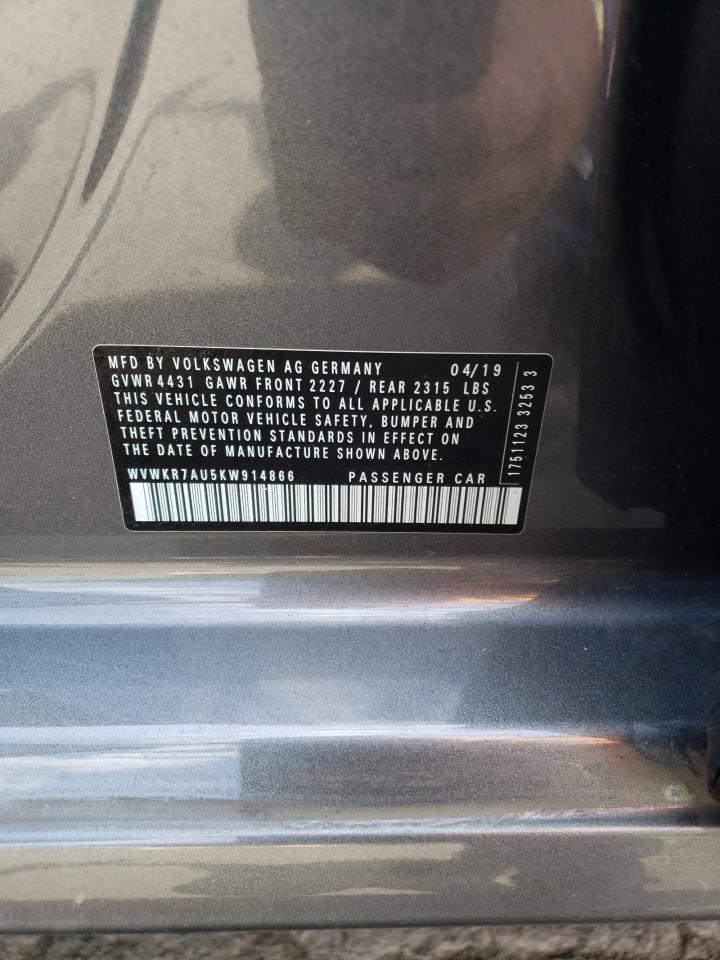 MFD BY VOLKSWAGEN AG GERMANY 04/19
GVWR 4431 GAWR FRONT 2227 / REAR 2315 LBS
THIS VEHICLE CONFORMS TO ALL APPLICABLE U.S.
FEDERAL MOTOR VEHICLE SAFETY, BUMPER AND
THEFT PREVENTION STANDARDS IN EFFECT ON
THE DATE OF MANUFACTURE SHOWN ABOVE.
WVWKR7AU5KW914866 PASSENGER CAR
1751123 3253 3